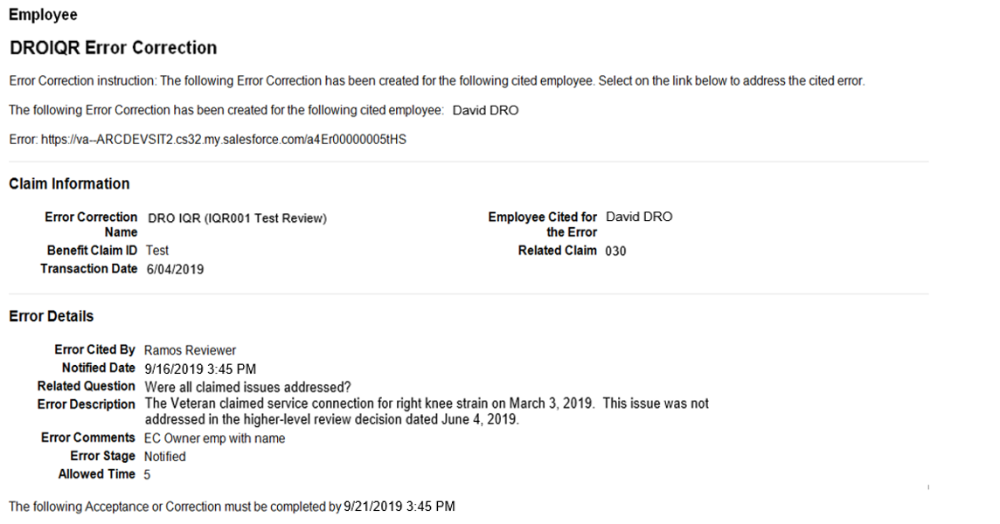 Employee
DROIQR Error Correction
Error Correction instruction: The following Error Correction has been created for the following cited employee. Select on the link below to address the cited error.
The following Error Correction has been created for the following cited employee: David DRO
Error: https://va--ARCDEVSIT2.cs32.my.salesforce.com/a4Er00000005tHS
Claim Information
Error Correction Name DRO IQR (IQR001 Test Review)
Employee Cited for the Error David DRO
Benefit Claim ID Test
Related Claim 030
Transaction Date 6/04/2019
Error Details
Error Cited By Ramos Reviewer
Notified Date 9/16/2019 3:45 PM
Related Question Were all claimed issues addressed?
Error Description The Veteran claimed service connection for right knee strain on March 3, 2019. This issue was not
addressed in the higher-level review decision dated June 4, 2019.
Error Comments EC Owner emp with name
Error Stage Notified
Allowed Time 5
The following Acceptance or Correction must be completed by 9/21/2019 3:45 PM